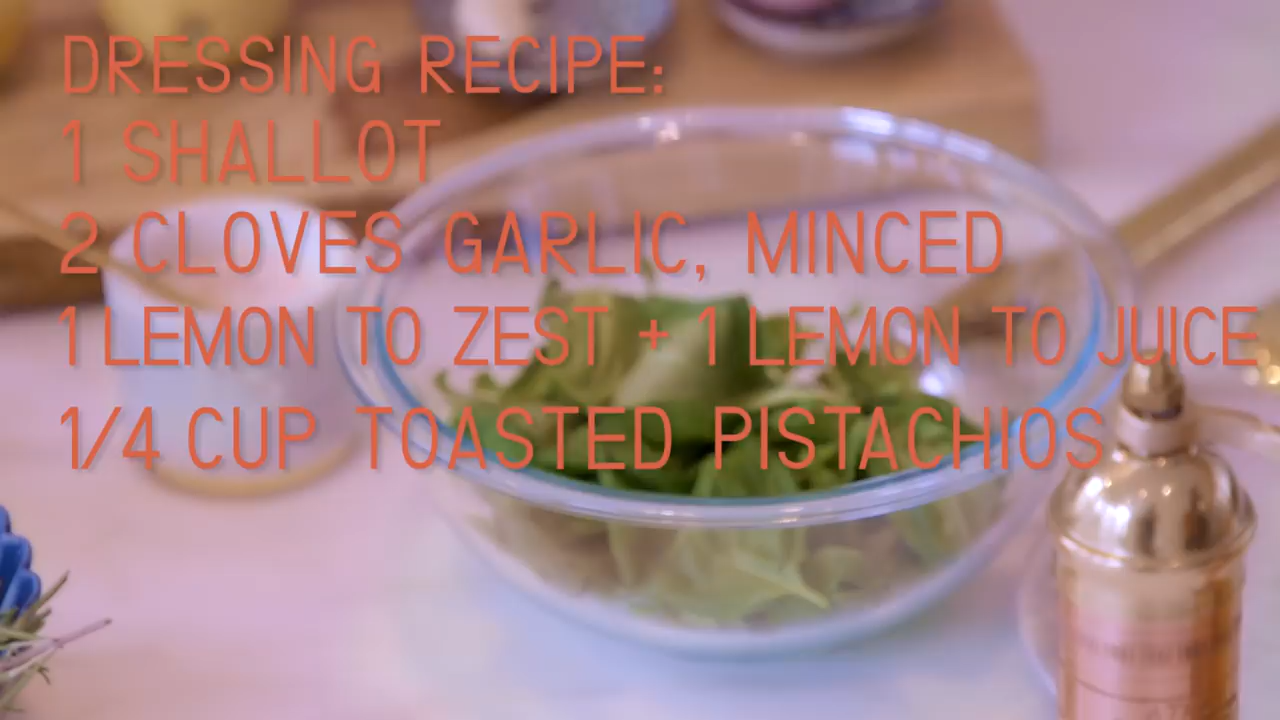 DRESSING RECIPE:
1 SHALLOT
2 CLOVES GARLIC, MINCED
1 LEMON TO ZEST + 1 LEMON TO JUICE
1/4 CUP TOASTED PISTACHIOS